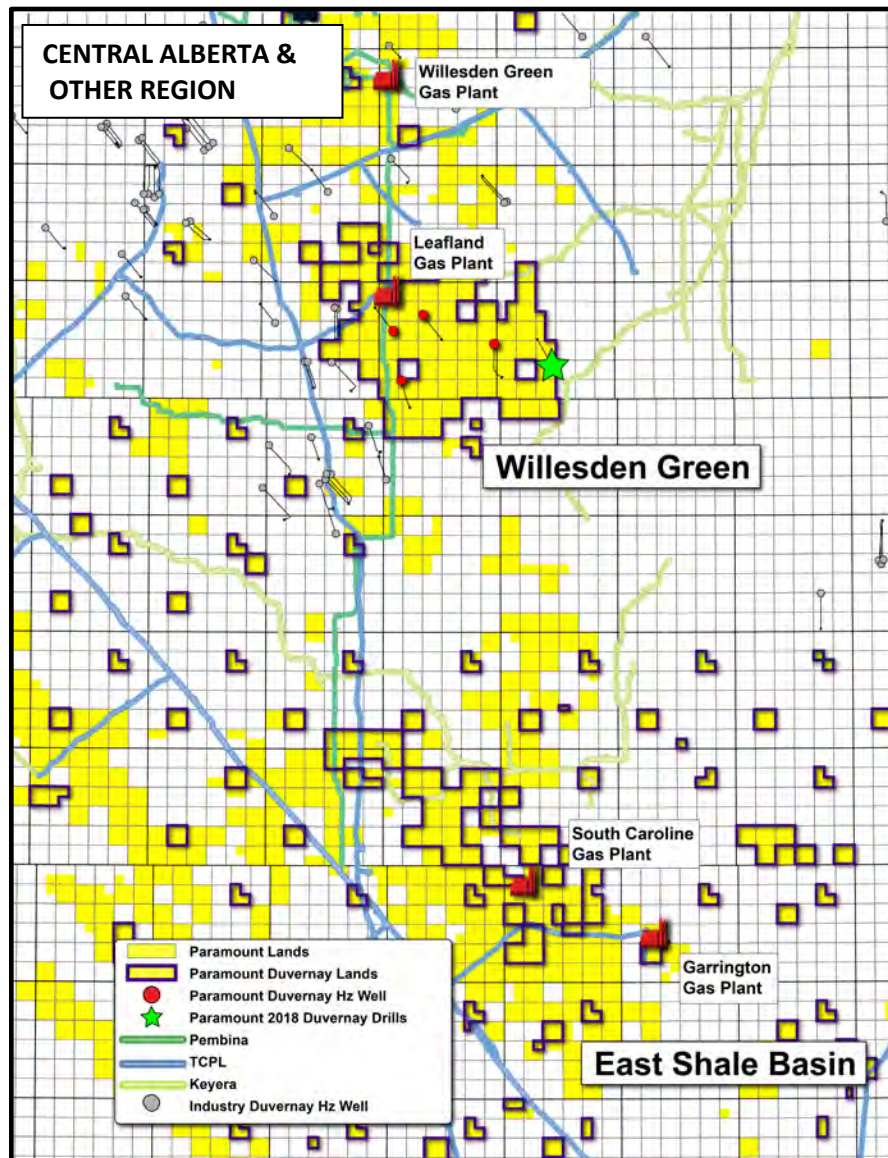 CENTRAL ALBERTA &
OTHER REGION
Willesden Green
Gas Plant
Leafland
Gas Plant
Willesden Green
South Caroline
Gas Plant
Garrington
Gas Plant
East Shale Basin
Paramount Lands
Paramount Duvernay Lands
Paramount Duvernay Hz Well
Paramount 2018 Duvernay Drills
Pembina
TCPL
Keyera
Industry Duvernay Hz Well